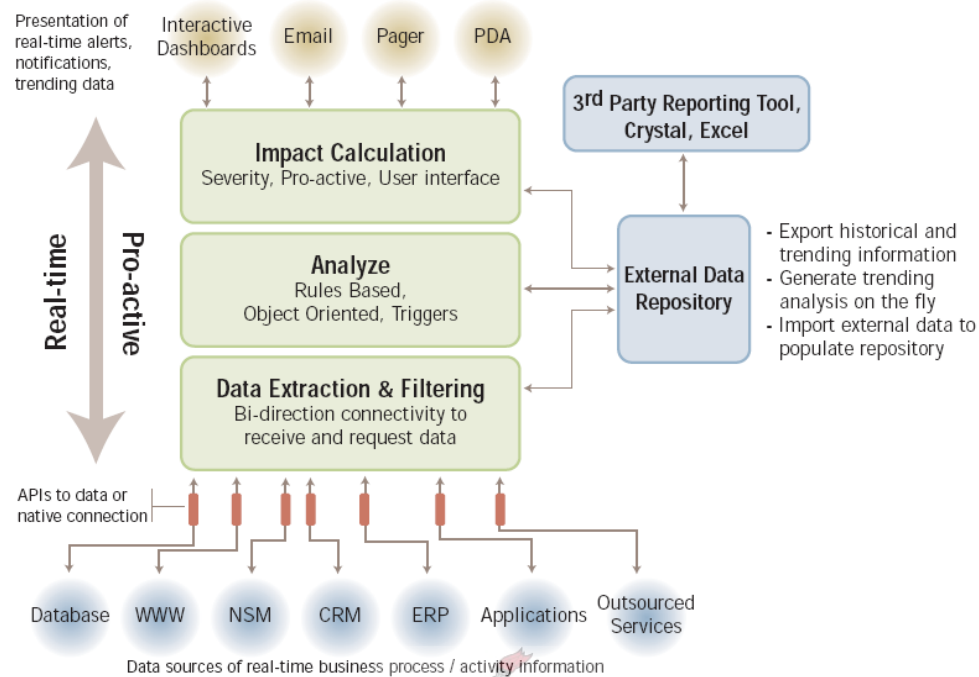 Presentation of
real-time alerts,
notifications,
trending data
Interactive
Dashboards
Email
Pager
PDA
3rd Party Reporting Tool,
Crystal, Excel
Impact Calculation
Severity, Pro-active, User interface
Real-time
Pro-active
Analyze
Rules Based,
Object Oriented, Triggers
External Data
Repository
- Export historical and
trending information
- Generate trending
analysis on the fly
- Import external data to
populate repository
Data Extraction & Filtering
Bi-direction connectivity to
receive and request data
APIs to data or
native connection
Database
WWW
NSM
CRM
ERP
Applications
Outsourced
Services
Data sources of real-time business process / activity information